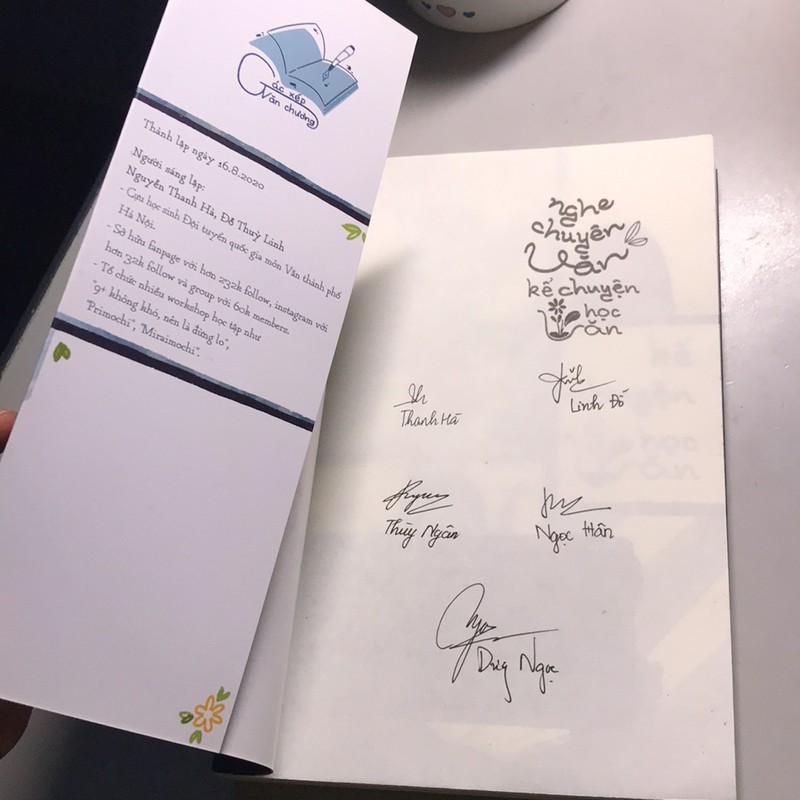 Các xếp
Văn chương
Thành lập ngày 16.8.2020
Người sáng lập:
Nguyễn Thanh Hà, Đỗ Thuỳ Linh
- Cựu học sinh Đội tuyển quốc gia môn Văn thành phố
Hà Nội.
- Sở hữu fanpage với hơn 232k follow, instagram với
hơn 32k follow và group với 60k members.
- Tổ chức nhiều workshop học tập như
"9+ không khó, nên là đừng lo",
"Primochi", "Miraimochi".
nghe
chuyện
Văn
kể chuyện
học
Văn
Thanh Hà
Linh Đỗ
Thùy Ngân
Ngọc Hân
Duy Ngọc